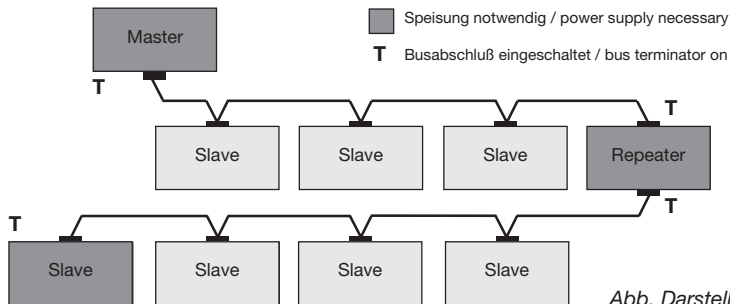 Master
Speisung notwendig / power supply necessary
T Busabschluß eingeschaltet / bus terminator on
T
T
Slave Slave Slave Repeater
T
T
Slave Slave Slave Slave
Abb. Darstell